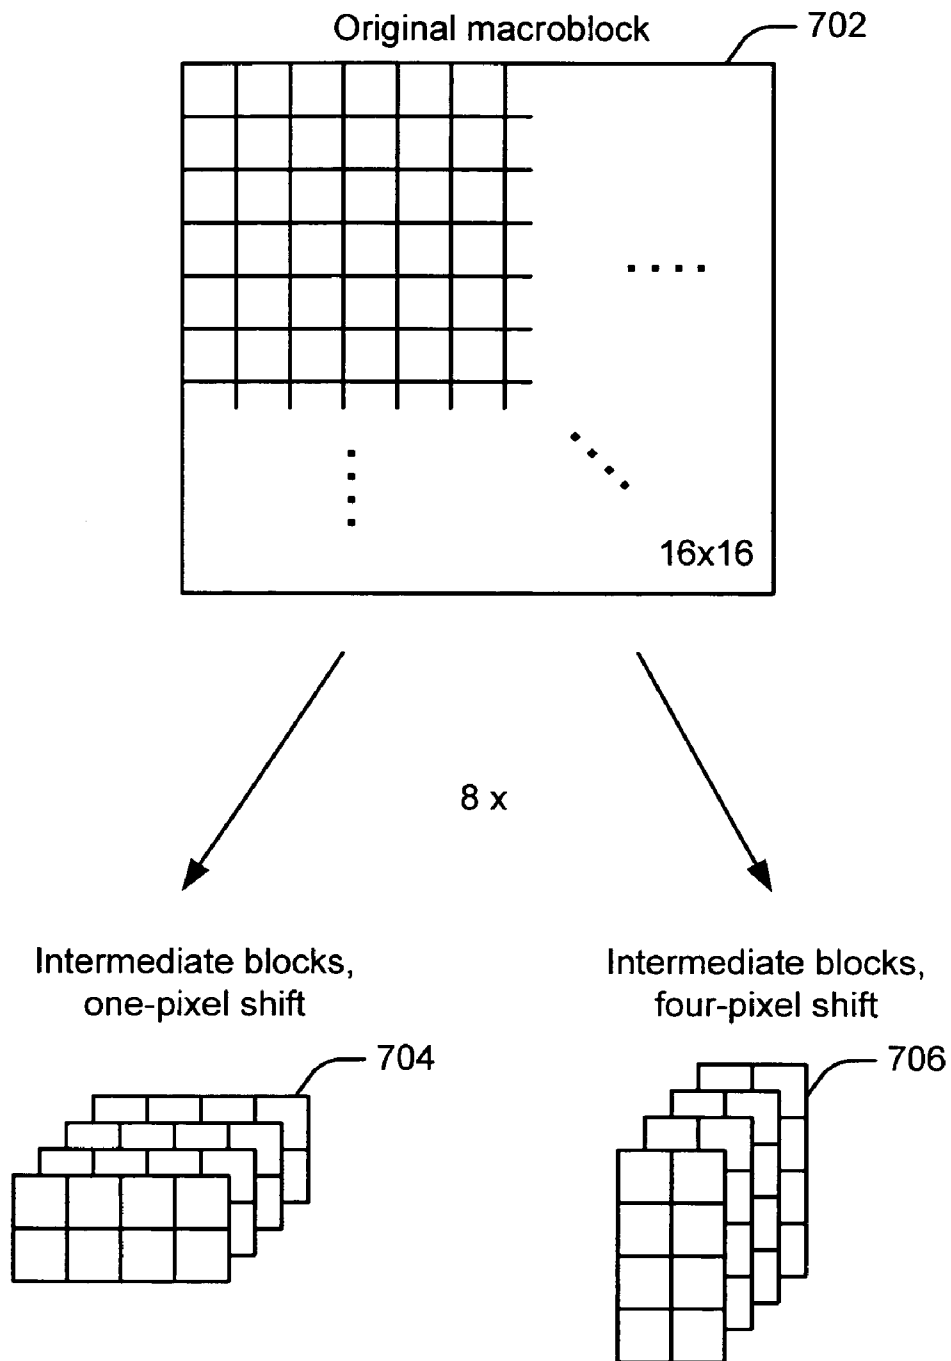 Original macroblock
702
16x16
8 x
Intermediate blocks,
one-pixel shift
704
Intermediate blocks,
four-pixel shift
706